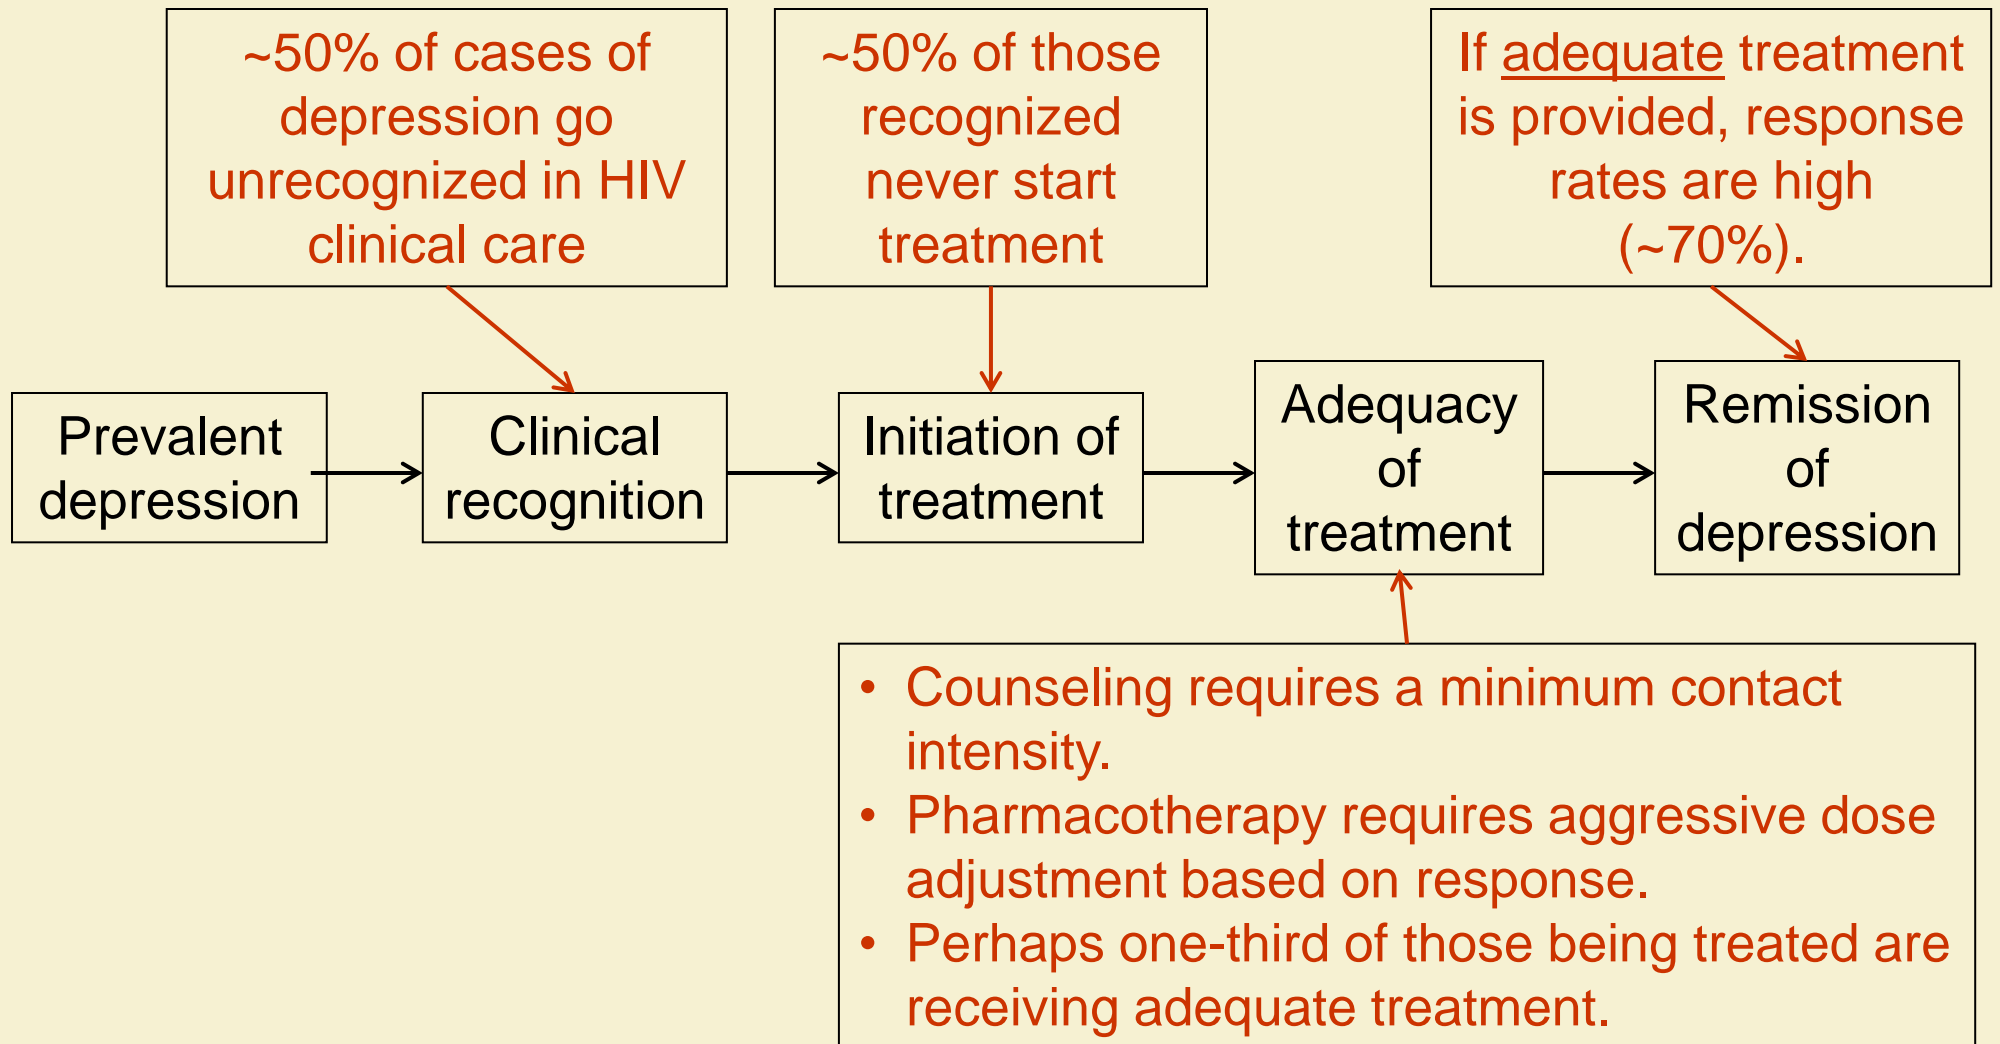 ~50% of cases of
depression go
unrecognized in HIV
clinical care
~50% of those
recognized
never start
treatment
If adequate treatment
is provided, response
rates are high
(~70%).
Prevalent
depression
Clinical
recognition
Initiation of
treatment
Adequacy
of
treatment
Remission
of
depression
• Counseling requires a minimum contact
intensity.
• Pharmacotherapy requires aggressive dose
adjustment based on response.
• Perhaps one-third of those being treated are
receiving adequate treatment.